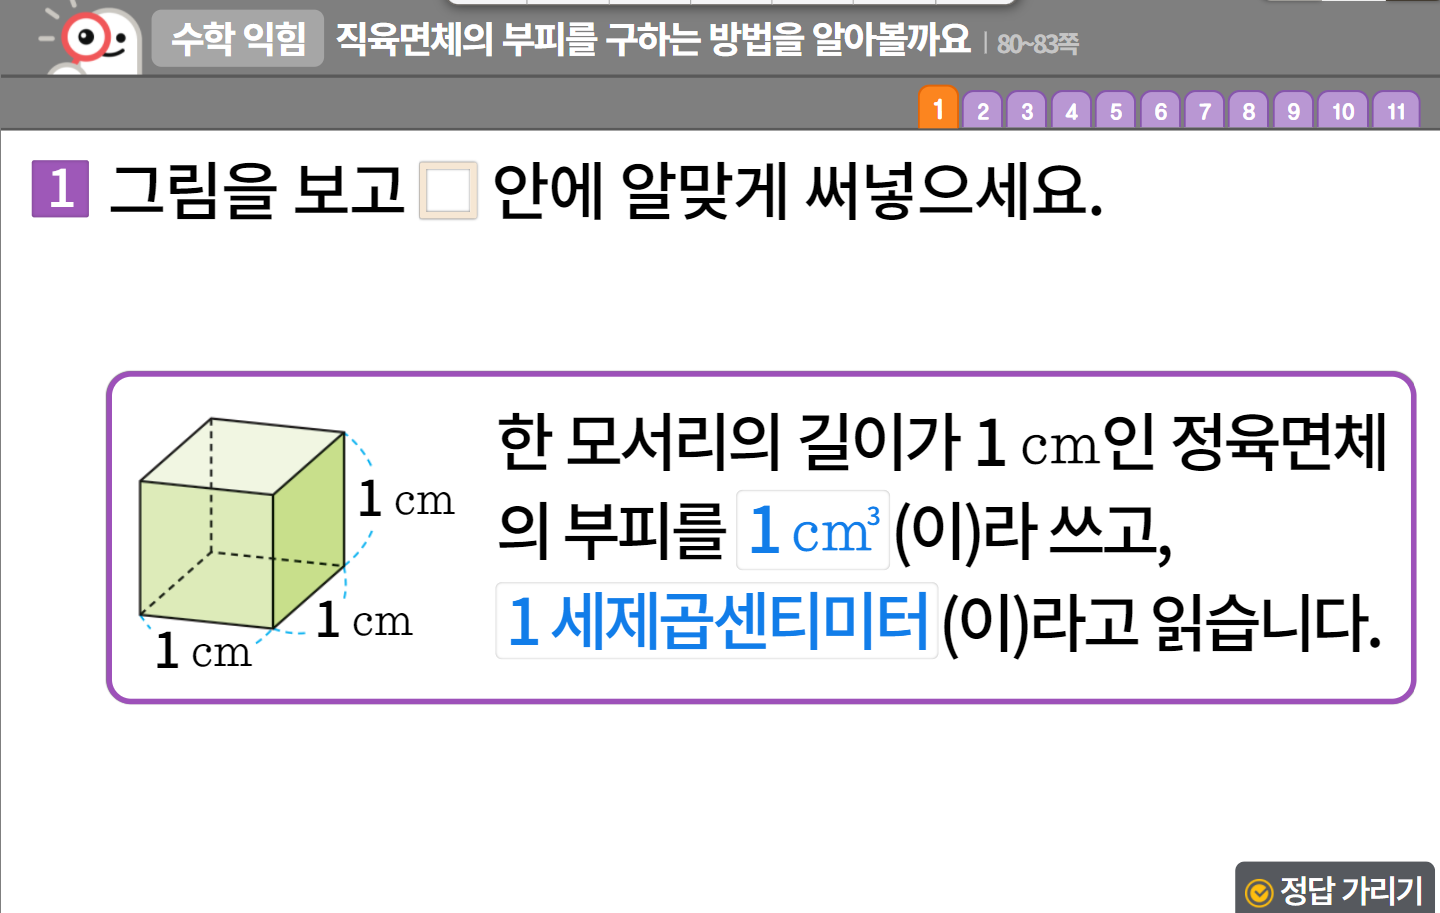 수학 익힘 직육면체의 부피를 구하는 방법을 알아볼까요 | 80~83쪽
1 2 3 4 5 6 7 8 9 10 11
1 그림을 보고 □ 안에 알맞게 써넣으세요.
한 모서리의 길이가 1 cm인 정육면체
의 부피를 1 cm³ (이)라 쓰고,
1 세제곱센티미터 (이)라고 읽습니다.
1 cm
1 cm
1 cm
정답 가리기